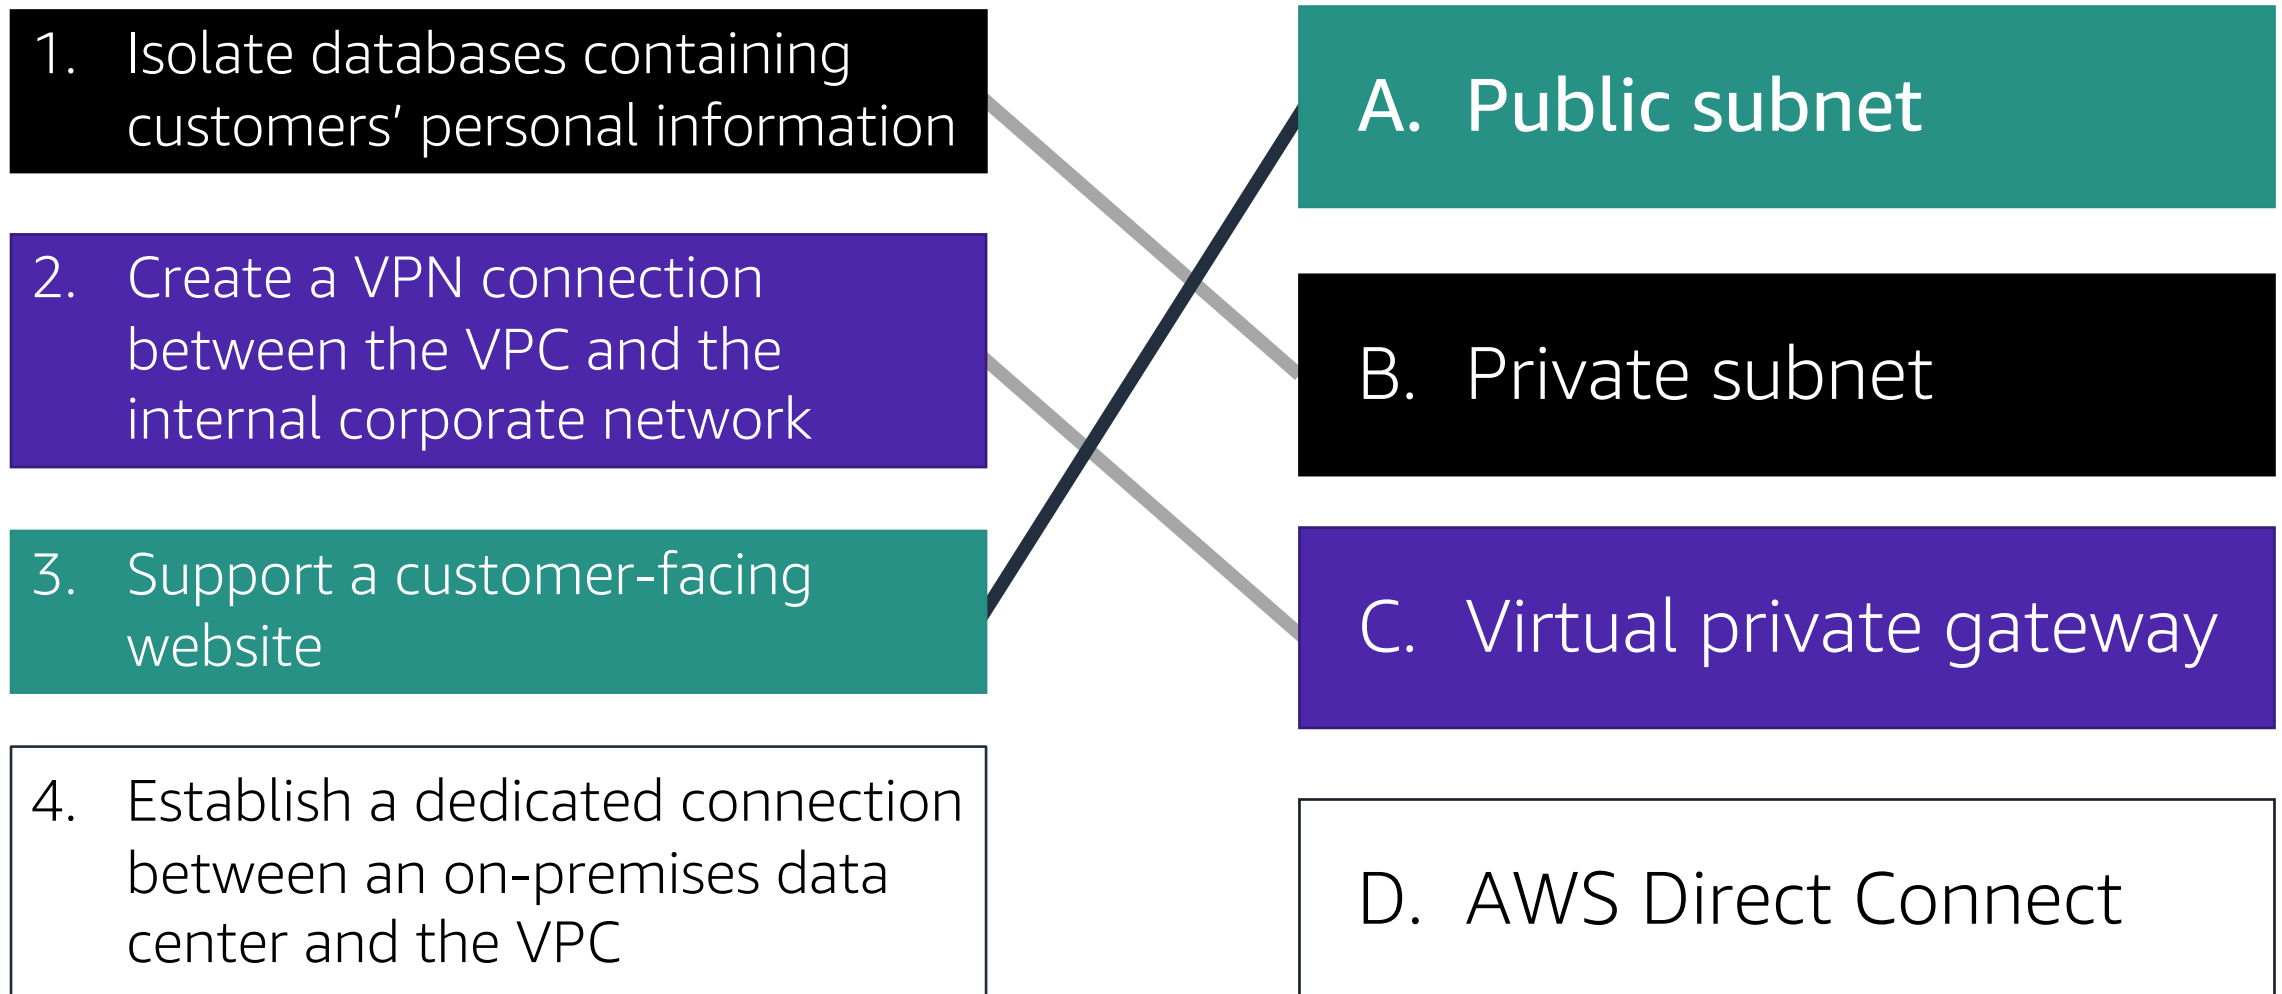 1. Isolate databases containing
customers’ personal information
2. Create a VPN connection
between the VPC and the
internal corporate network
3. Support a customer-facing
website
4. Establish a dedicated connection
between an on-premises data
center and the VPC
A. Public subnet
B. Private subnet
C. Virtual private gateway
D. AWS Direct Connect